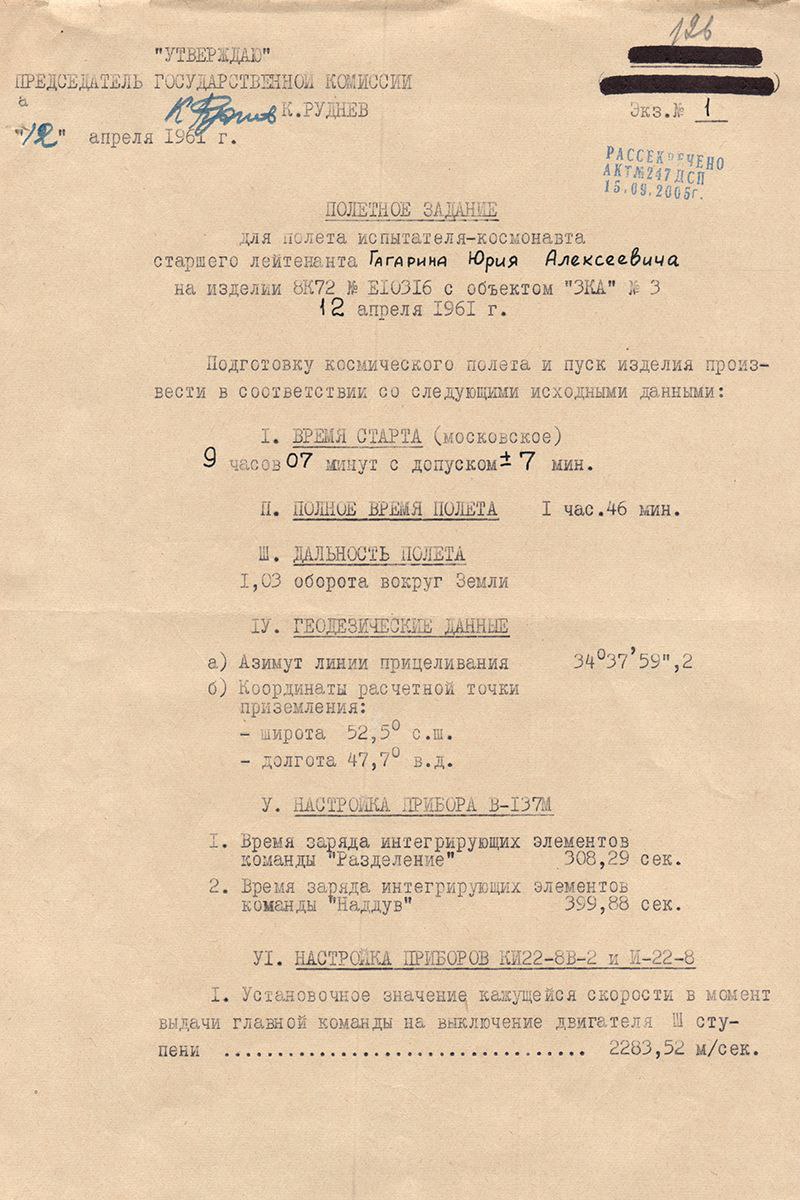 126
"УТВЕРЖДАЮ"
ПРЕДСЕДАТЕЛЬ ГОСУДАРСТВЕННОЙ КОМИССИИ
а
К.РУДНЕВ
Экз.№ 1
"12" апреля 1961 г.
РАССЕКРЕЧЕНО
АКТ №247 ДСП
15.09.2005г.
ПОЛЕТНОЕ ЗАДАНИЕ
для полета испытателя-космонавта
старшего лейтенанта Гагарина Юрия Алексеевича
на изделии 8К72 № Е10316 с объектом "ЗКА" № 3
12 апреля 1961 г.
Подготовку космического полета и пуск изделия произ-
вести в соответствии со следующими исходными данными:
I. ВРЕМЯ СТАРТА (московское)
9 часов 07 минут с допуском ± 7 мин.
П. ПОЛНОЕ ВРЕМЯ ПОЛЕТА I час.46 мин.
Ш. ДАЛЬНОСТЬ ПОЛЕТА
I,03 оборота вокруг Земли
IУ. ГЕОДЕЗИЧЕСКИЕ ДАННЫЕ
а) Азимут линии прицеливания 34°37'59",2
б) Координаты расчетной точки
приземления:
- широта 52,5° с.ш.
- долгота 47,7° в.д.
У. НАСТРОЙКА ПРИБОРА В-137М
I. Время заряда интегрирующих элементов
команды "Разделение" 308,29 сек.
2. Время заряда интегрирующих элементов
команды "Наддув" 399,88 сек.
УI. НАСТРОЙКА ПРИБОРОВ КИ22-8В-2 и И-22-8
I. Установочное значение кажущейся скорости в момент
выдачи главной команды на выключение двигателя Ш сту-
пени .................................. 2283,52 м/сек.